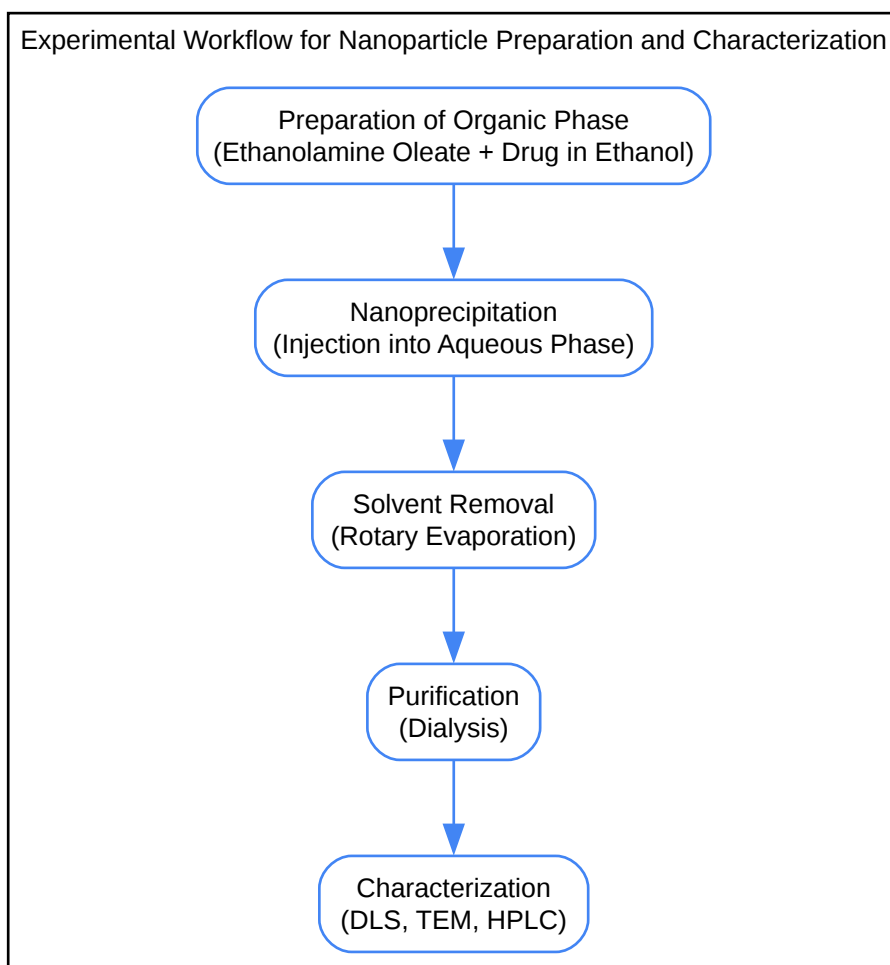 Experimental Workflow for Nanoparticle Preparation and Characterization
Preparation of Organic Phase
(Ethanolamine Oleate + Drug in Ethanol)
Nanoprecipitation
(Injection into Aqueous Phase)
Solvent Removal
(Rotary Evaporation)
Purification
(Dialysis)
Characterization
(DLS, TEM, HPLC)